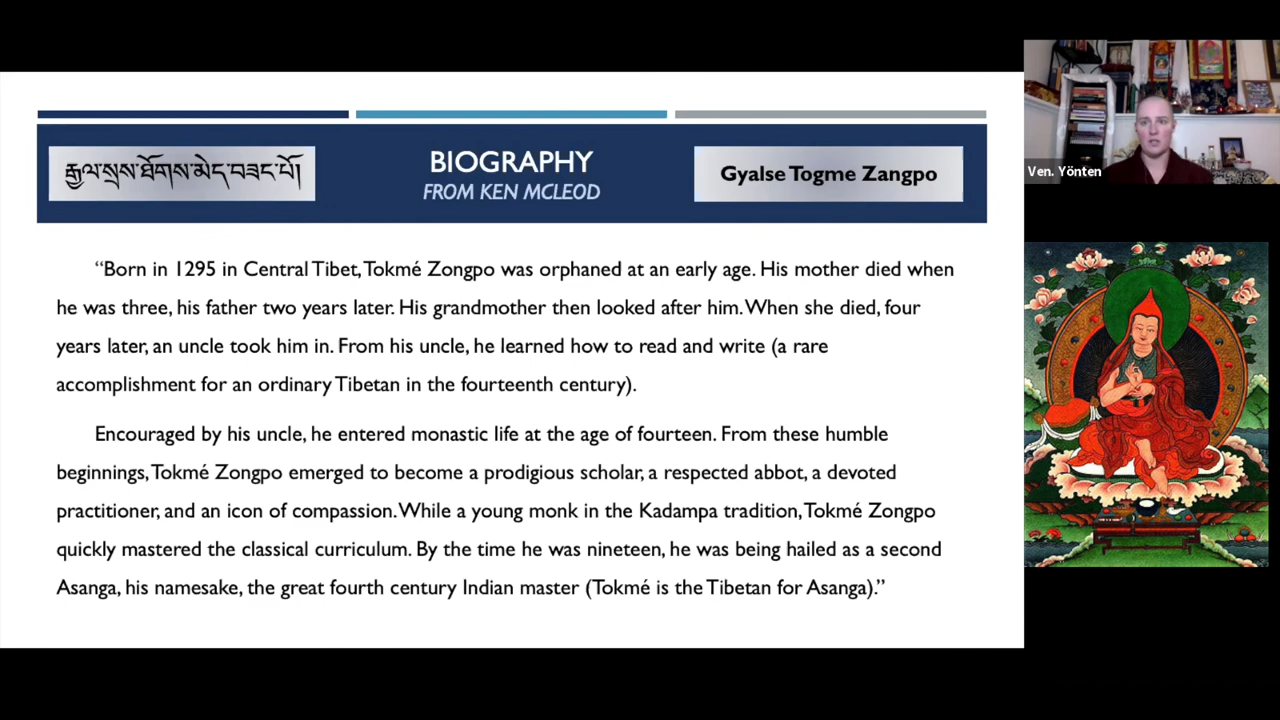 རྒྱལ་སྲས་ཐོགས་མེད་བཟང་པོ།
BIOGRAPHY
FROM KEN MCLEOD
Gyalse Togme Zangpo
“Born in 1295 in Central Tibet, Tokmé Zongpo was orphaned at an early age. His mother died when
he was three, his father two years later. His grandmother then looked after him. When she died, four
years later, an uncle took him in. From his uncle, he learned how to read and write (a rare
accomplishment for an ordinary Tibetan in the fourteenth century).
Encouraged by his uncle, he entered monastic life at the age of fourteen. From these humble
beginnings, Tokmé Zongpo emerged to become a prodigious scholar, a respected abbot, a devoted
practitioner, and an icon of compassion. While a young monk in the Kadampa tradition, Tokmé Zongpo
quickly mastered the classical curriculum. By the time he was nineteen, he was being hailed as a second
Asanga, his namesake, the great fourth century Indian master (Tokmé is the Tibetan for Asanga).”
Ven. Yönten